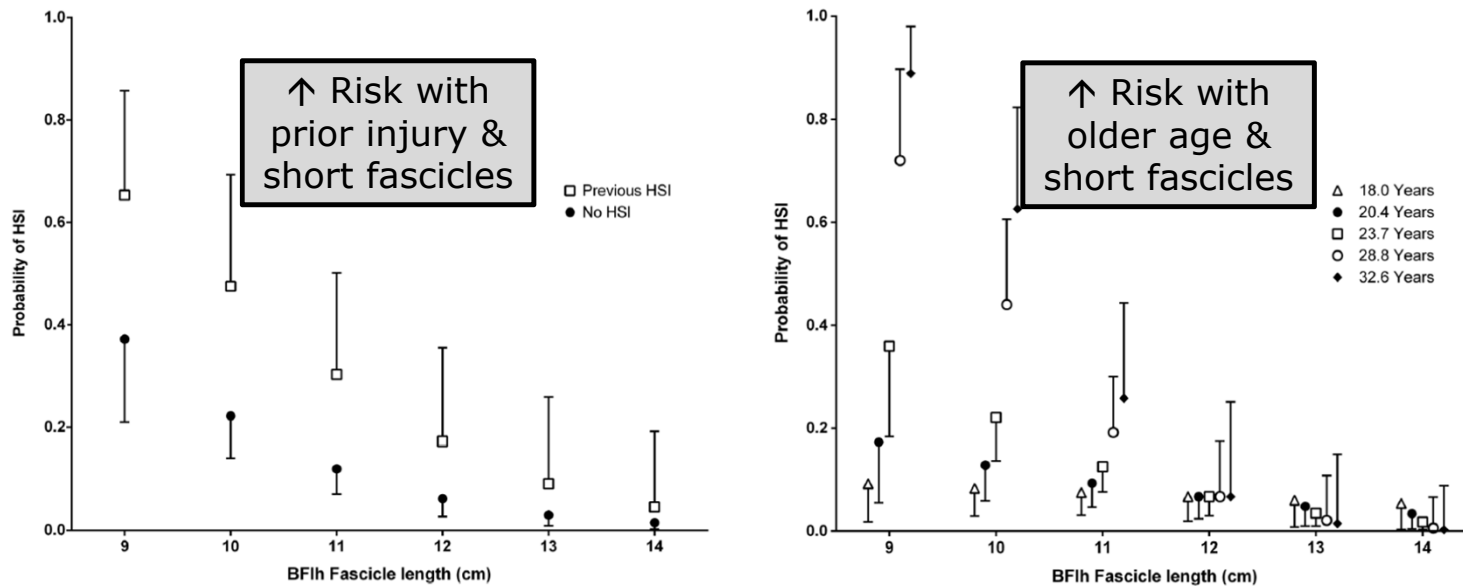 1.0
0.8
0.6
0.4
0.2
0.0
Probability of HSI
↑ Risk with
prior injury &
short fascicles
Previous HSI
No HSI
9 10 11 12 13 14
BFlh Fascicle length (cm)
1.0
0.8
0.6
0.4
0.2
0.0
Probability of HSI
↑ Risk with
older age &
short fascicles
18.0 Years
20.4 Years
23.7 Years
28.8 Years
32.6 Years
9 10 11 12 13 14
BFlh Fascicle length (cm)